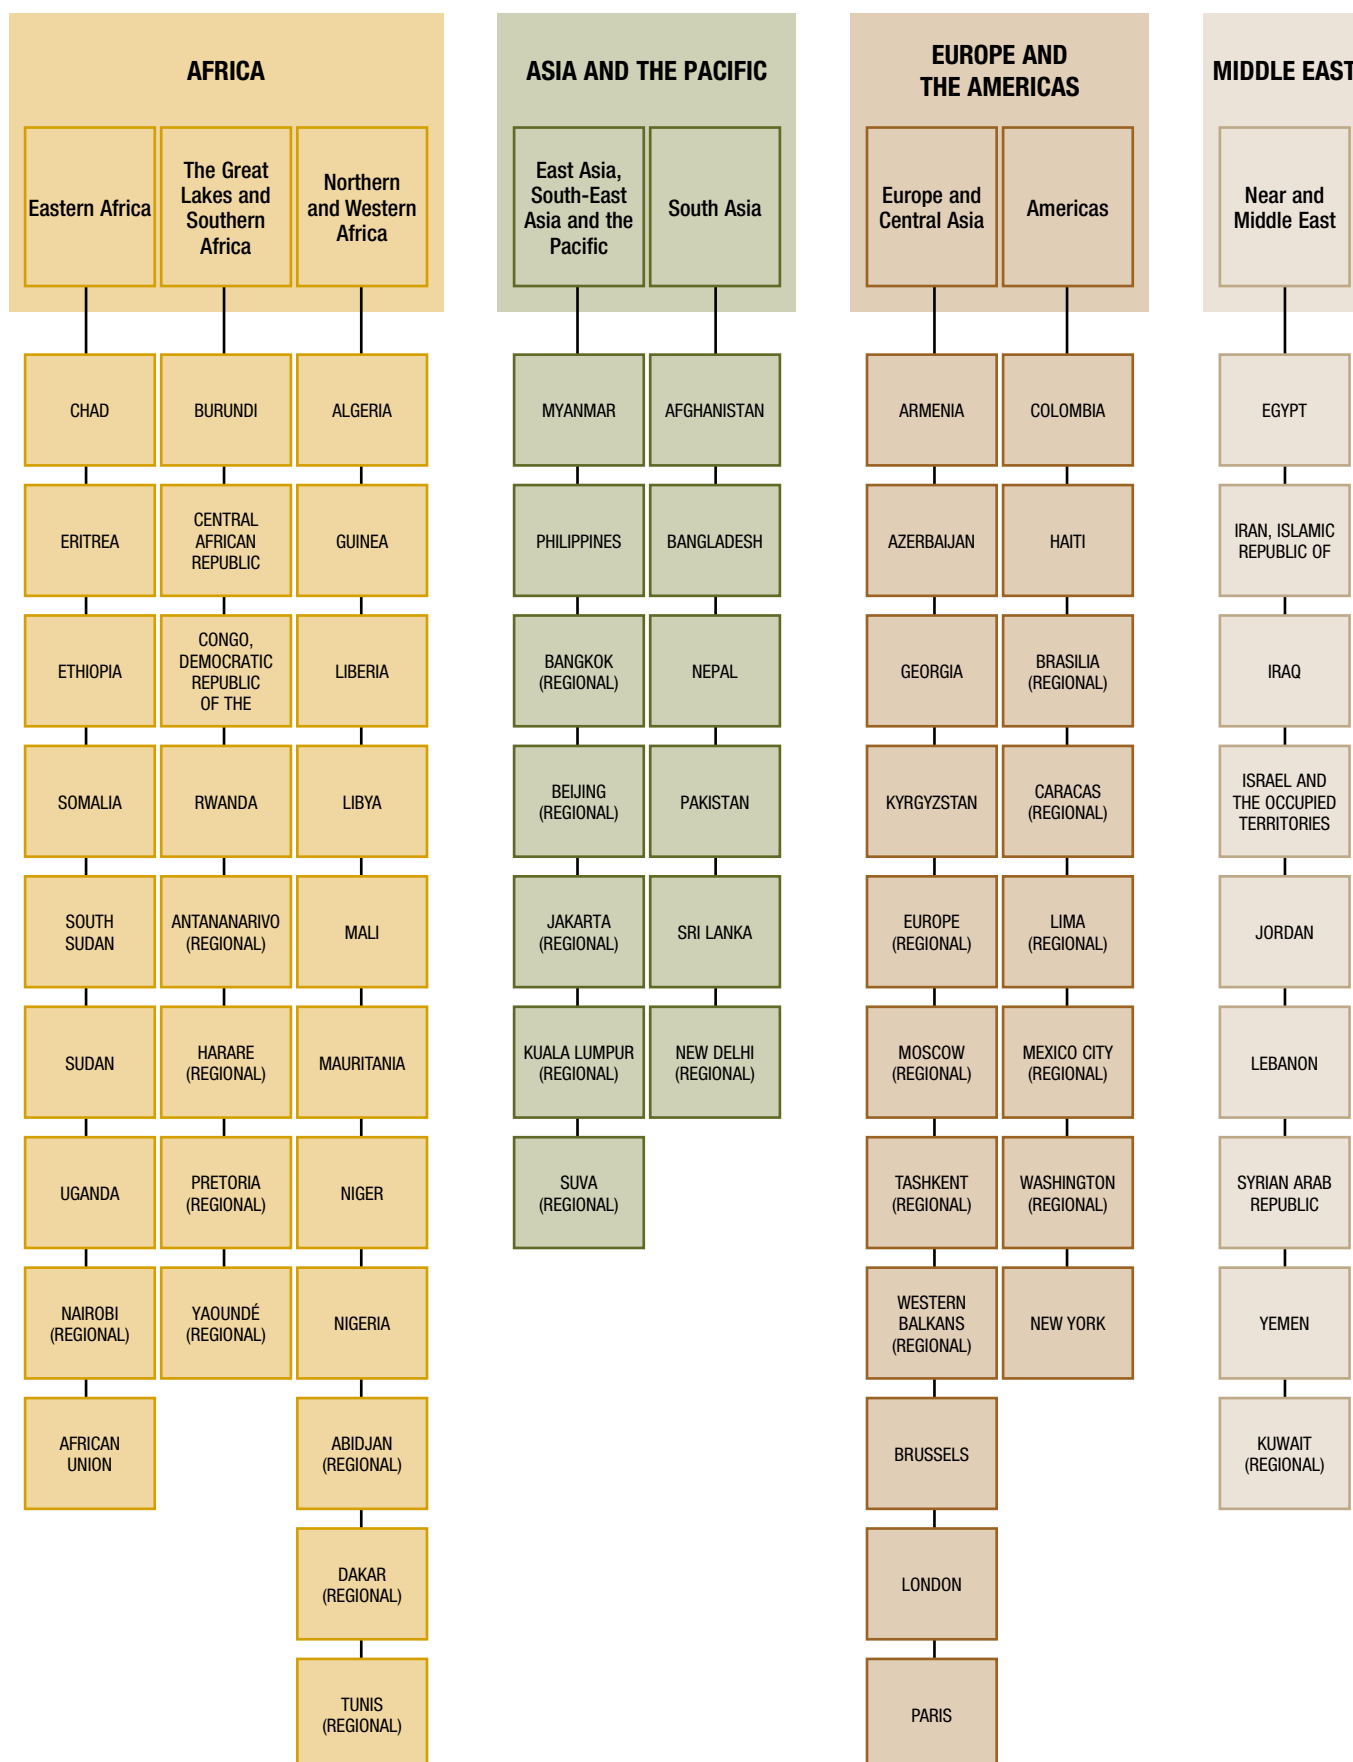 AFRICA
Eastern Africa
The Great
Lakes and
Southern
Africa
Northern
and Western
Africa
CHAD
ERITREA
ETHIOPIA
SOMALIA
SOUTH
SUDAN
SUDAN
UGANDA
NAIROBI
(REGIONAL)
AFRICAN
UNION
BURUNDI
CENTRAL
AFRICAN
REPUBLIC
CONGO,
DEMOCRATIC
REPUBLIC
OF THE
RWANDA
ANTANANARIVO
(REGIONAL)
HARARE
(REGIONAL)
PRETORIA
(REGIONAL)
YAOUNDÉ
(REGIONAL)
ALGERIA
GUINEA
LIBERIA
LIBYA
MALI
MAURITANIA
NIGER
NIGERIA
ABIDJAN
(REGIONAL)
DAKAR
(REGIONAL)
TUNIS
(REGIONAL)
ASIA AND THE PACIFIC
East Asia,
South-East
Asia and the
Pacific
South Asia
MYANMAR
PHILIPPINES
BANGKOK
(REGIONAL)
BEIJING
(REGIONAL)
JAKARTA
(REGIONAL)
KUALA LUMPUR
(REGIONAL)
SUVA
(REGIONAL)
AFGHANISTAN
BANGLADESH
NEPAL
PAKISTAN
SRI LANKA
NEW DELHI
(REGIONAL)
EUROPE AND
THE AMERICAS
Europe and
Central Asia
Americas
ARMENIA
AZERBAIJAN
GEORGIA
KYRGYZSTAN
EUROPE
(REGIONAL)
MOSCOW
(REGIONAL)
TASHKENT
(REGIONAL)
WESTERN
BALKANS
(REGIONAL)
BRUSSELS
LONDON
PARIS
COLOMBIA
HAITI
BRASILIA
(REGIONAL)
CARACAS
(REGIONAL)
LIMA
(REGIONAL)
MEXICO CITY
(REGIONAL)
WASHINGTON
(REGIONAL)
NEW YORK
MIDDLE EAST
Near and
Middle East
EGYPT
IRAN, ISLAMIC
REPUBLIC OF
IRAQ
ISRAEL AND
THE OCCUPIED
TERRITORIES
JORDAN
LEBANON
SYRIAN ARAB
REPUBLIC
YEMEN
KUWAIT
(REGIONAL)